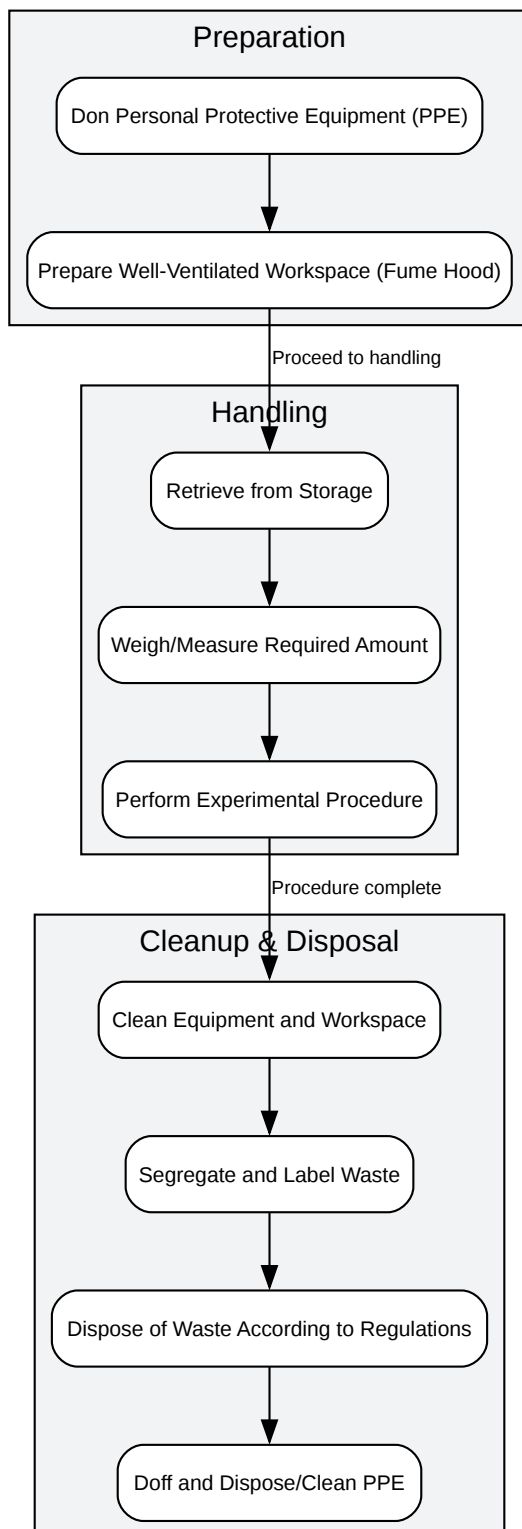 Preparation
Don Personal Protective Equipment (PPE)
Prepare Well-Ventilated Workspace (Fume Hood)
Proceed to handling
Handling
Retrieve from Storage
Weigh/Measure Required Amount
Perform Experimental Procedure
Procedure complete
Cleanup & Disposal
Clean Equipment and Workspace
Segregate and Label Waste
Dispose of Waste According to Regulations
Doff and Dispose/Clean PPE